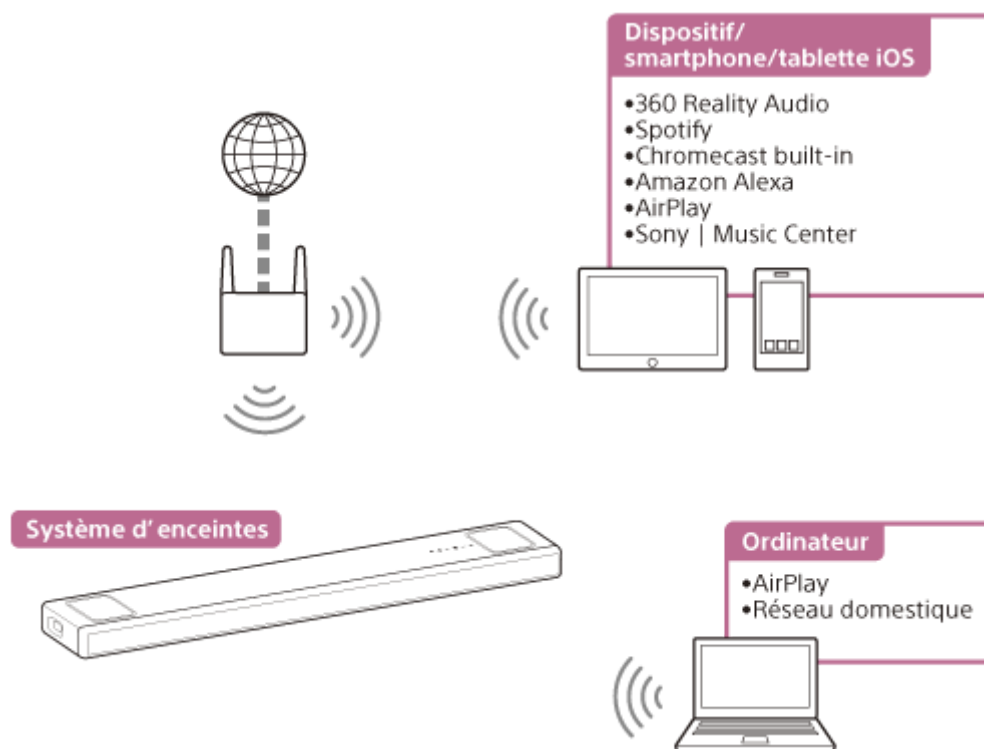 Dispositif/
smartphone/tablette iOS
•360 Reality Audio
•Spotify
•Chromecast built-in
•Amazon Alexa
•AirPlay
•Sony | Music Center
Système d'enceintes
Ordinateur
•AirPlay
•Réseau domestique